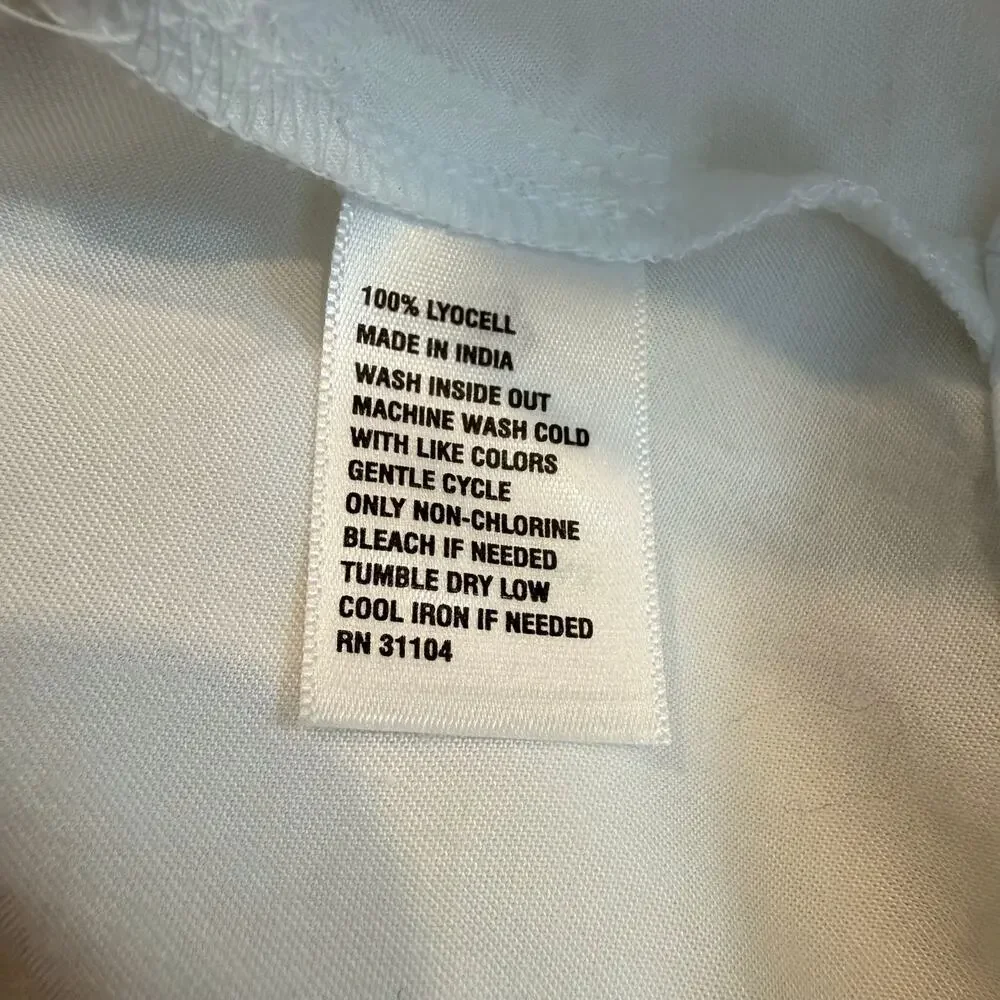 100% LYOCELL
MADE IN INDIA
WASH INSIDE OUT
MACHINE WASH COLD
WITH LIKE COLORS
GENTLE CYCLE
ONLY NON-CHLORINE
BLEACH IF NEEDED
TUMBLE DRY LOW
COOL IRON IF NEEDED
RN 31104